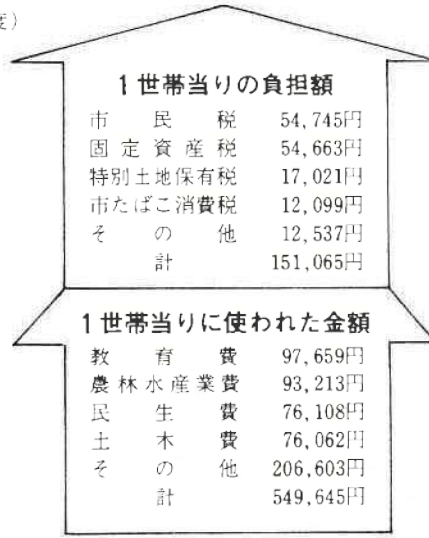 度)
1世帯当りの負担額
市民税 54,745円
固定資産税 54,663円
特別土地保有税 17,021円
市たばこ消費税 12,099円
その他 12,537円
計 151,065円
1世帯当りに使われた金額
教育費 97,659円
農林水産業費 93,213円
民生費 76,108円
土木費 76,062円
その他 206,603円
計 549,645円